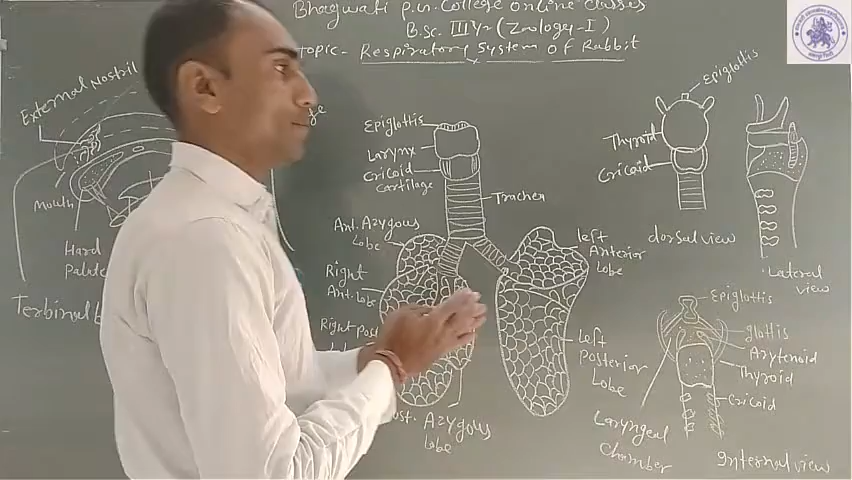 Bhagwati P.G. College online classes
B.Sc. III Yr (Zoology-I)
Topic- Respiratory System of Rabbit
External Nostril
Mouth
Hard
Palate
Terbinal
Epiglottis
Larynx
Cricoid
Cartilage
Trachea
Ant. Azygous
Lobe
Right
Ant. Lobe
Right Post
Post. Azygous
Lobe
left
Anterior
Lobe
left
Posterior
Lobe
Epiglottis
Thyroid
Cricoid
dorsal view
Lateral
view
Epiglottis
glottis
Arytenoid
Thyroid
Cricoid
Laryngeal
Chamber
Internal view